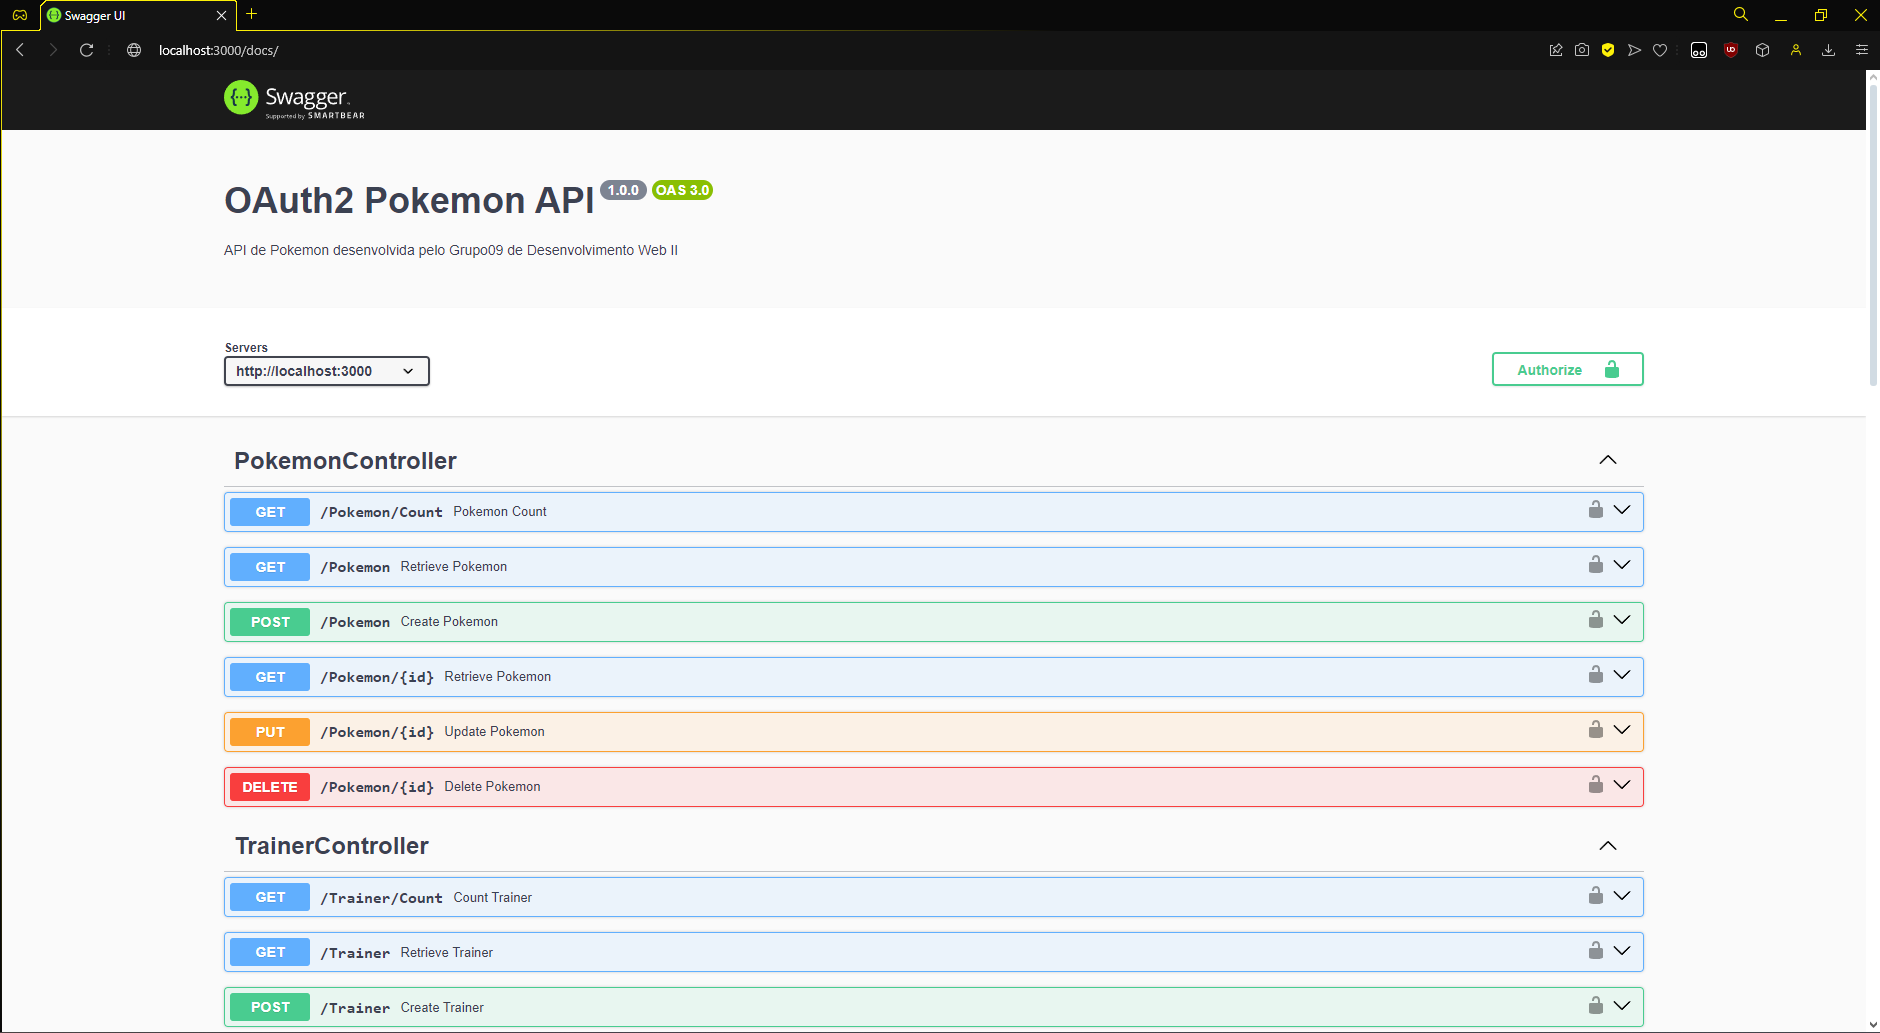 Swagger UI
localhost:3000/docs/
Swagger
Supported by SMARTBEAR
OAuth2 Pokemon API 1.0.0 OAS 3.0
API de Pokemon desenvolvida pelo Grupo09 de Desenvolvimento Web II
Servers
http://localhost:3000
Authorize
PokemonController
GET /Pokemon/Count Pokemon Count
GET /Pokemon Retrieve Pokemon
POST /Pokemon Create Pokemon
GET /Pokemon/{id} Retrieve Pokemon
PUT /Pokemon/{id} Update Pokemon
DELETE /Pokemon/{id} Delete Pokemon
TrainerController
GET /Trainer/Count Count Trainer
GET /Trainer Retrieve Trainer
POST /Trainer Create Trainer